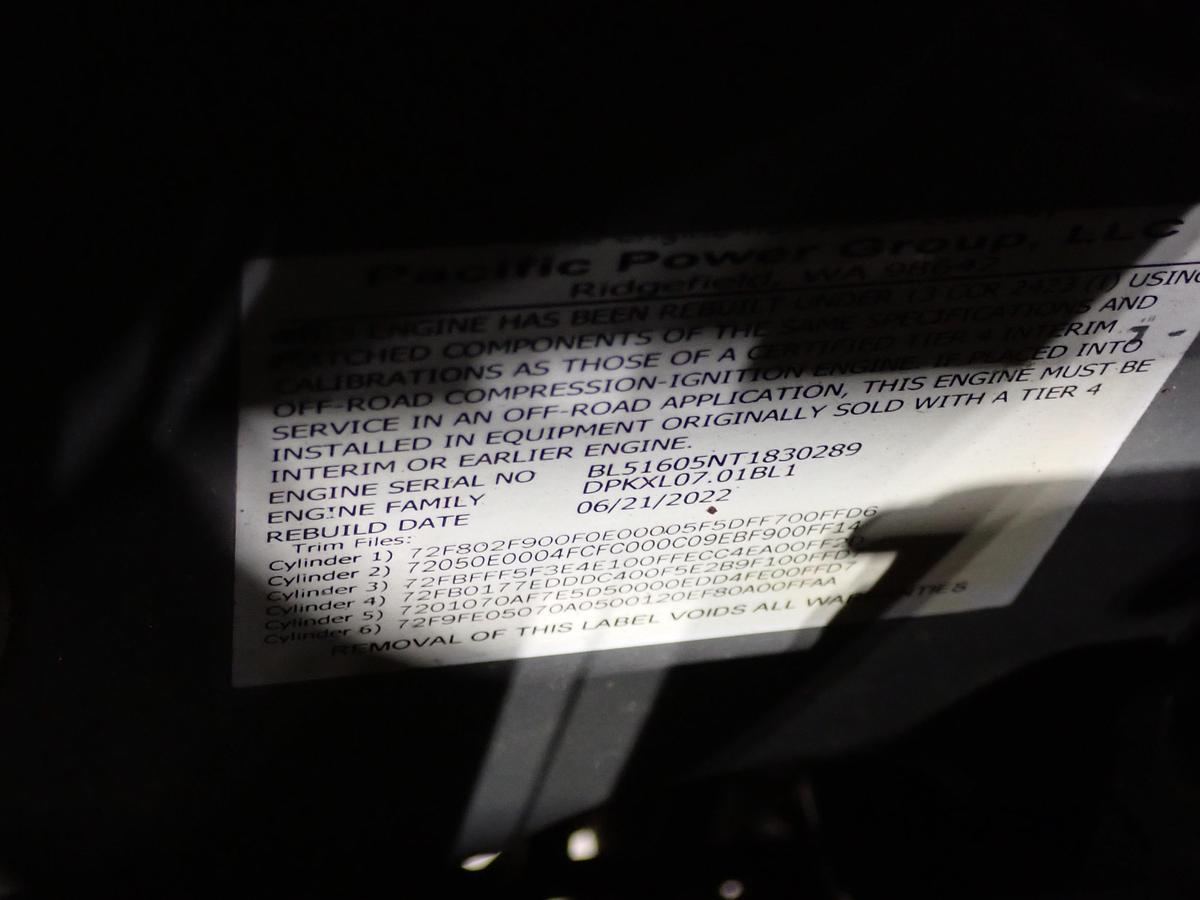 Pacific Power Group, LLC
Ridgefield, WA 98642
THIS ENGINE HAS BEEN REBUILT UNDER 13 CCR 2423 (l) USING
MATCHED COMPONENTS OF THE SAME SPECIFICATIONS AND
CALIBRATIONS AS THOSE OF A CERTIFIED TIER 4 INTERIM
OFF-ROAD COMPRESSION-IGNITION ENGINE. IF PLACED INTO
SERVICE IN AN OFF-ROAD APPLICATION, THIS ENGINE MUST BE
INSTALLED IN EQUIPMENT ORIGINALLY SOLD WITH A TIER 4
INTERIM OR EARLIER ENGINE.
ENGINE SERIAL NO BL51605NT1830289
ENGINE FAMILY DPKXL07.01BL1
REBUILD DATE 06/21/2022
Trim Files:
Cylinder 1) 72F802F900F0E00005F5DFF700FFD6
Cylinder 2) 72050E0004FCFC000C09EBF900FF14
Cylinder 3) 72FBFFF5F3E4E100FFECC4EA00FF2D
Cylinder 4) 72FB0177EDDDC400F5E2B9F100FFD7
Cylinder 5) 7201070AF7E5D50000EDD4FE00FFD7
Cylinder 6) 72F9FE05070A0500120EF80A00FFAA
REMOVAL OF THIS LABEL VOIDS ALL WARRANTIES